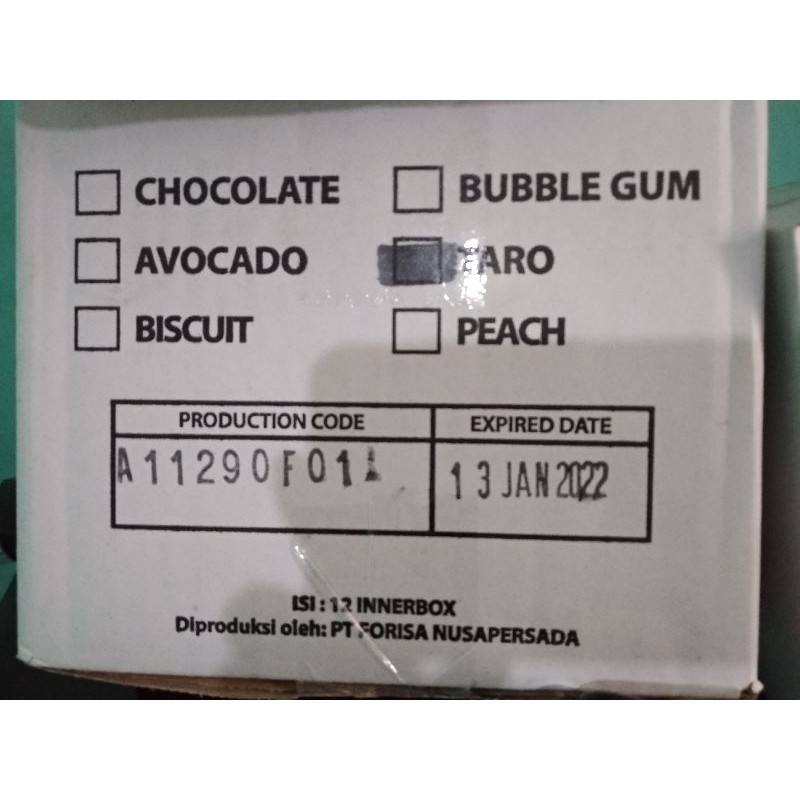 CHOCOLATE BUBBLE GUM
AVOCADO TARO
BISCUIT PEACH
PRODUCTION CODE EXPIRED DATE
A11290F011 13 JAN 2022
ISI : 12 INNERBOX
Diproduksi oleh: PT FORISA NUSAPERSADA